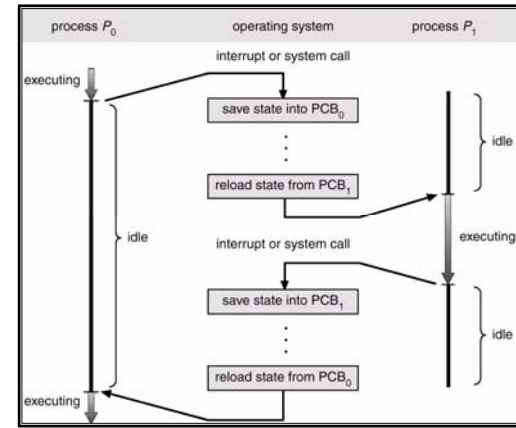 process P0 operating system process P1
interrupt or system call
executing
save state into PCB0
idle
reload state from PCB1
idle
executing
interrupt or system call
save state into PCB1
idle
reload state from PCB0
executing